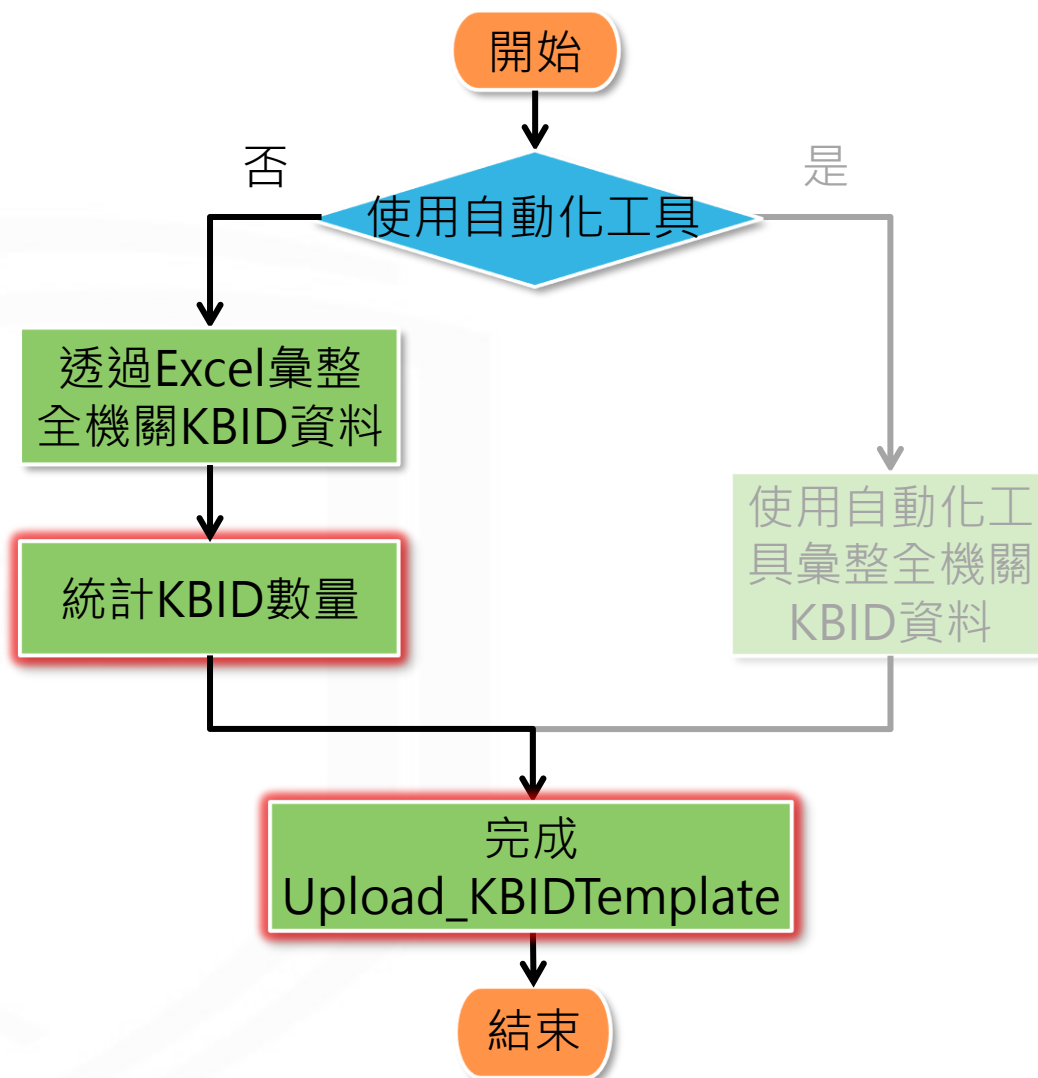 開始
否
是
使用自動化工具
透過Excel彙整
全機關KBID資料
使用自動化工
具彙整全機關
KBID資料
統計KBID數量
完成
Upload_KBIDTemplate
結束